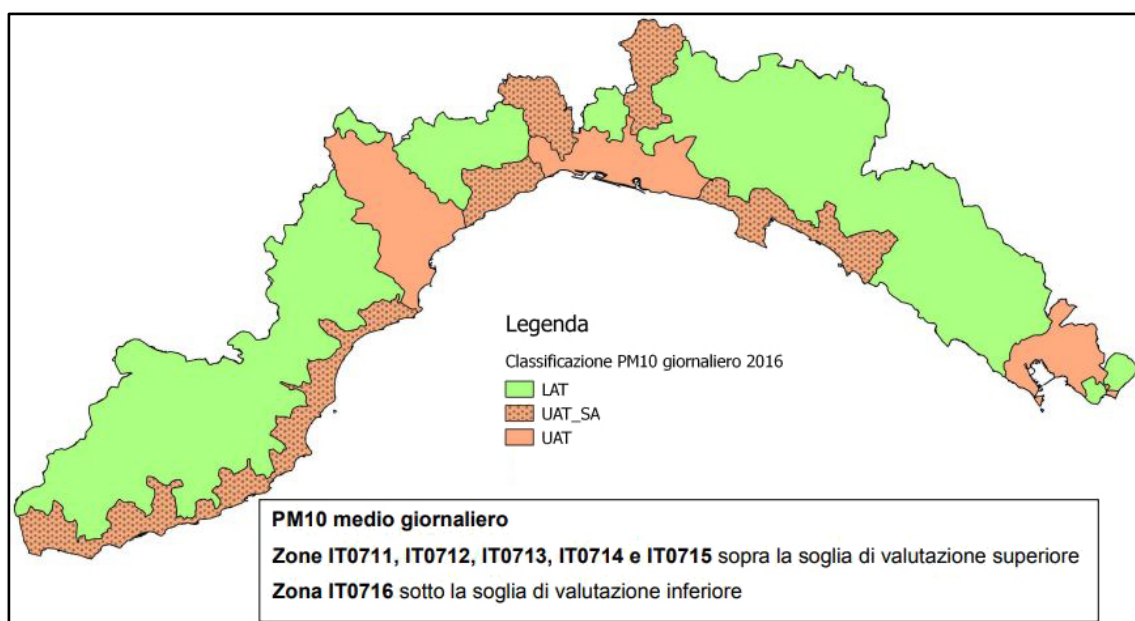 Legenda
Classificazione PM10 giornaliero 2016
LAT
UAT_SA
UAT
PM10 medio giornaliero
Zone IT0711, IT0712, IT0713, IT0714 e IT0715 sopra la soglia di valutazione superiore
Zona IT0716 sotto la soglia di valutazione inferiore